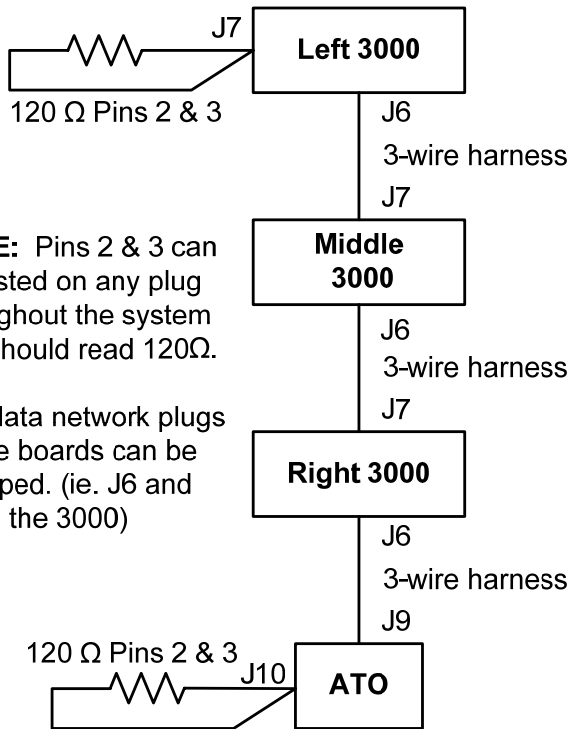 J7
Left 3000
120 Ω Pins 2 & 3
J6
3-wire harness
J7
E: Pins 2 & 3 can
sted on any plug
ghout the system
hould read 120Ω.
Middle
3000
J6
3-wire harness
J7
data network plugs
e boards can be
ped. (ie. J6 and
the 3000)
Right 3000
J6
3-wire harness
J9
120 Ω Pins 2 & 3
J10
ATO